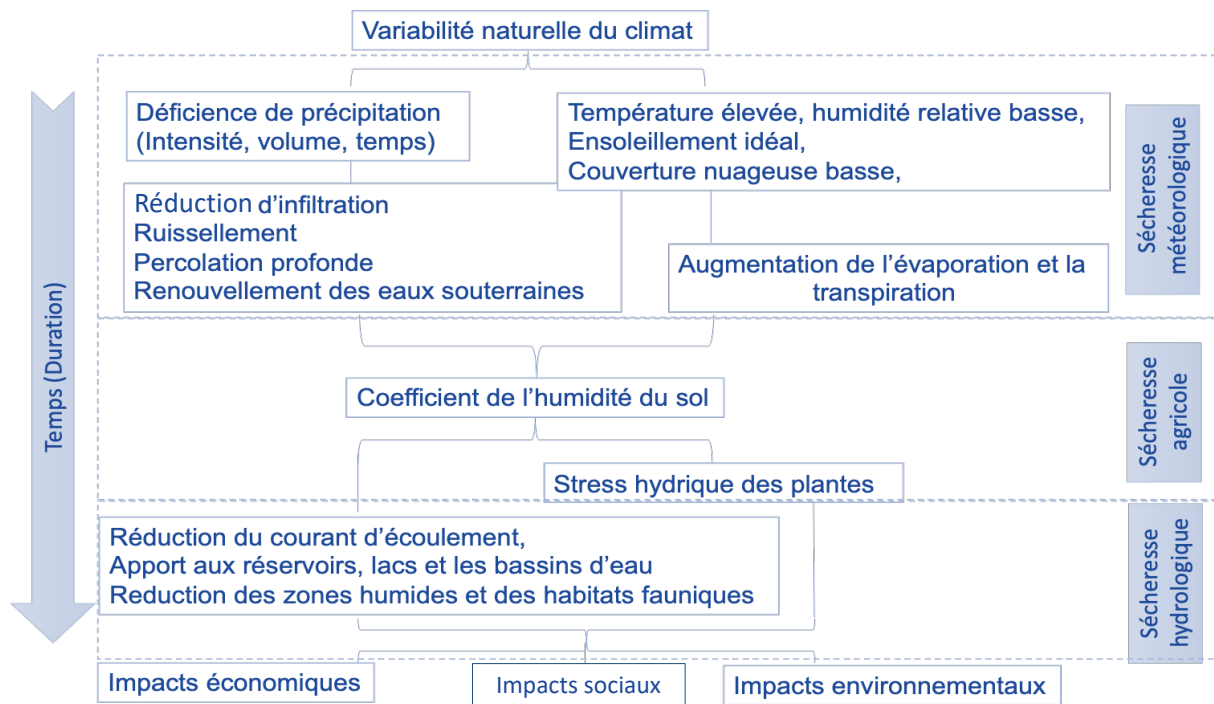 Variabilité naturelle du climat
Déficience de précipitation
(Intensité, volume, temps)
Température élevée, humidité relative basse,
Ensoleillement idéal,
Couverture nuageuse basse,
Réduction d’infiltration
Ruissellement
Percolation profonde
Renouvellement des eaux souterraines
Augmentation de l’évaporation et la
transpiration
Sécheresse
météorologique
Temps (Duration)
Coefficient de l’humidité du sol
Stress hydrique des plantes
Sécheresse
agricole
Réduction du courant d’écoulement,
Apport aux réservoirs, lacs et les bassins d’eau
Reduction des zones humides et des habitats fauniques
Sécheresse
hydrologique
Impacts économiques
Impacts sociaux
Impacts environnementaux